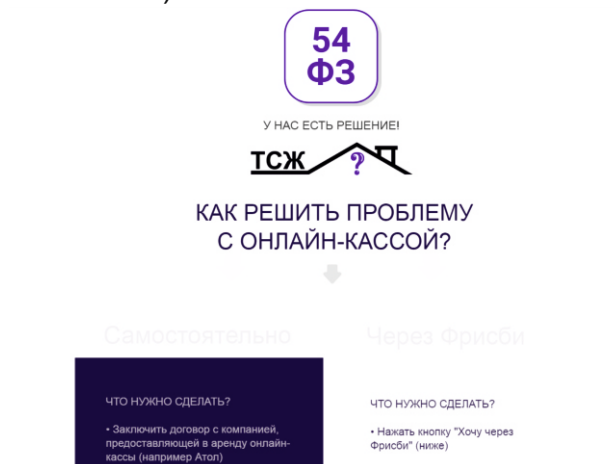 54
ФЗ
У НАС ЕСТЬ РЕШЕНИЕ!
ТСЖ ?
КАК РЕШИТЬ ПРОБЛЕМУ
С ОНЛАЙН-КАССОЙ?
Самостоятельно
Через Фрисби
ЧТО НУЖНО СДЕЛАТЬ?
• Заключить договор с компанией,
предоставляющей в аренду онлайн-
кассы (например Атол)
ЧТО НУЖНО СДЕЛАТЬ?
• Нажать кнопку "Хочу через
Фрисби" (ниже)